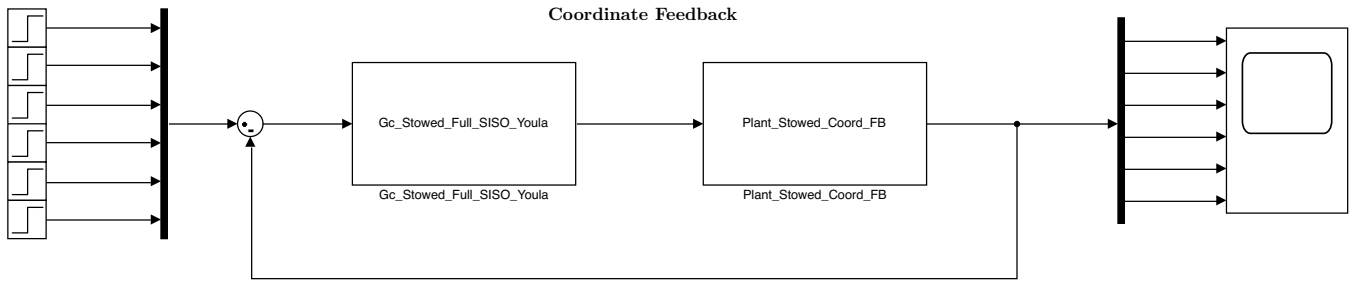 Coordinate Feedback
Gc_Stowed_Full_SISO_Youla
Plant_Stowed_Coord_FB
Gc_Stowed_Full_SISO_Youla
Plant_Stowed_Coord_FB